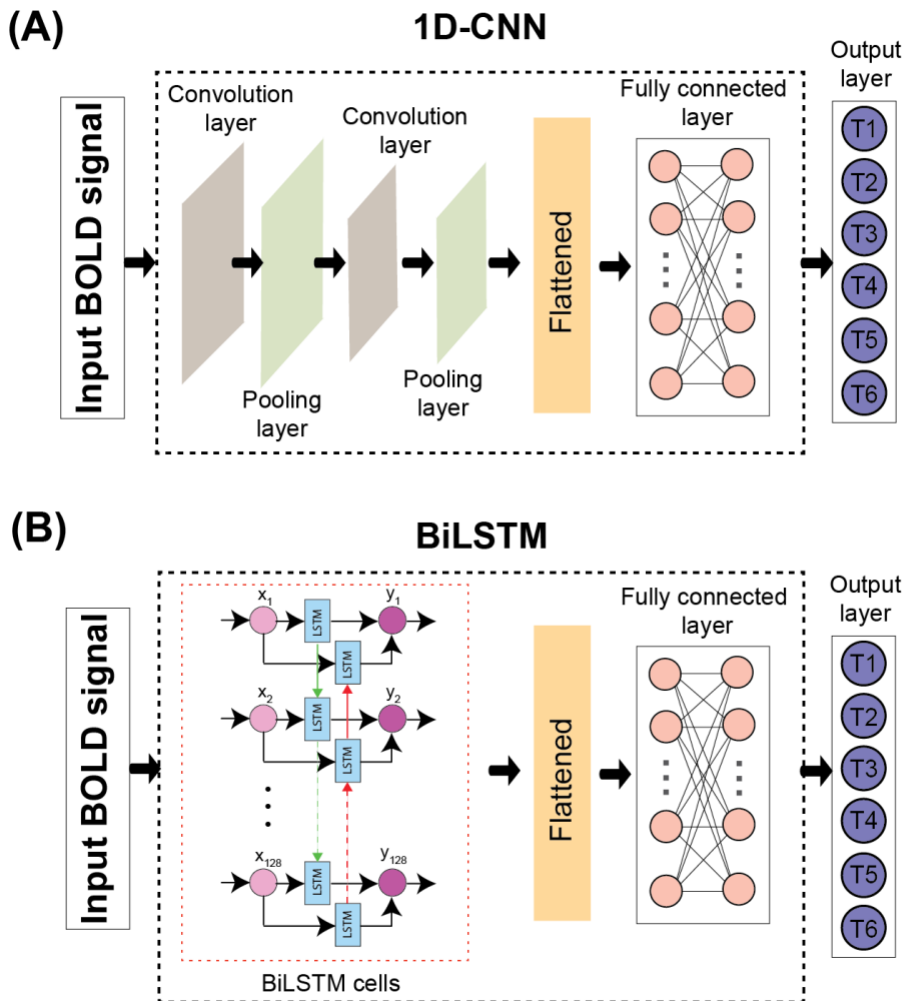 (A)
1D-CNN
Input BOLD signal
Convolution
layer
Pooling
layer
Convolution
layer
Pooling
layer
Flattened
Fully connected
layer
Output
layer
T1
T2
T3
T4
T5
T6
(B)
BiLSTM
Input BOLD signal
x1
LSTM
y1
LSTM
x2
LSTM
y2
LSTM
x128
LSTM
y128
LSTM
BiLSTM cells
Flattened
Fully connected
layer
Output
layer
T1
T2
T3
T4
T5
T6